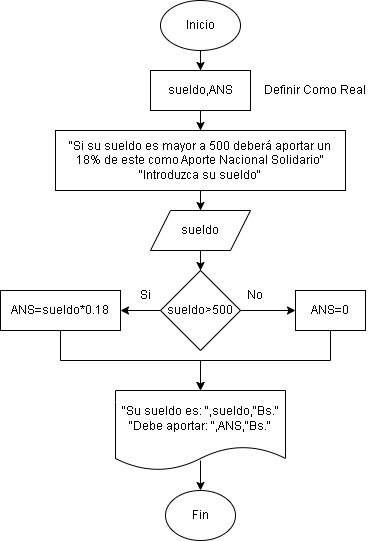 Inicio
sueldo,ANS
Definir Como Real
"Si su sueldo es mayor a 500 deberá aportar un
18% de este como Aporte Nacional Solidario"
"Introduzca su sueldo"
sueldo
Si
No
ANS=sueldo*0.18
sueldo>500
ANS=0
"Su sueldo es: ",sueldo,"Bs."
"Debe aportar: ",ANS,"Bs."
Fin